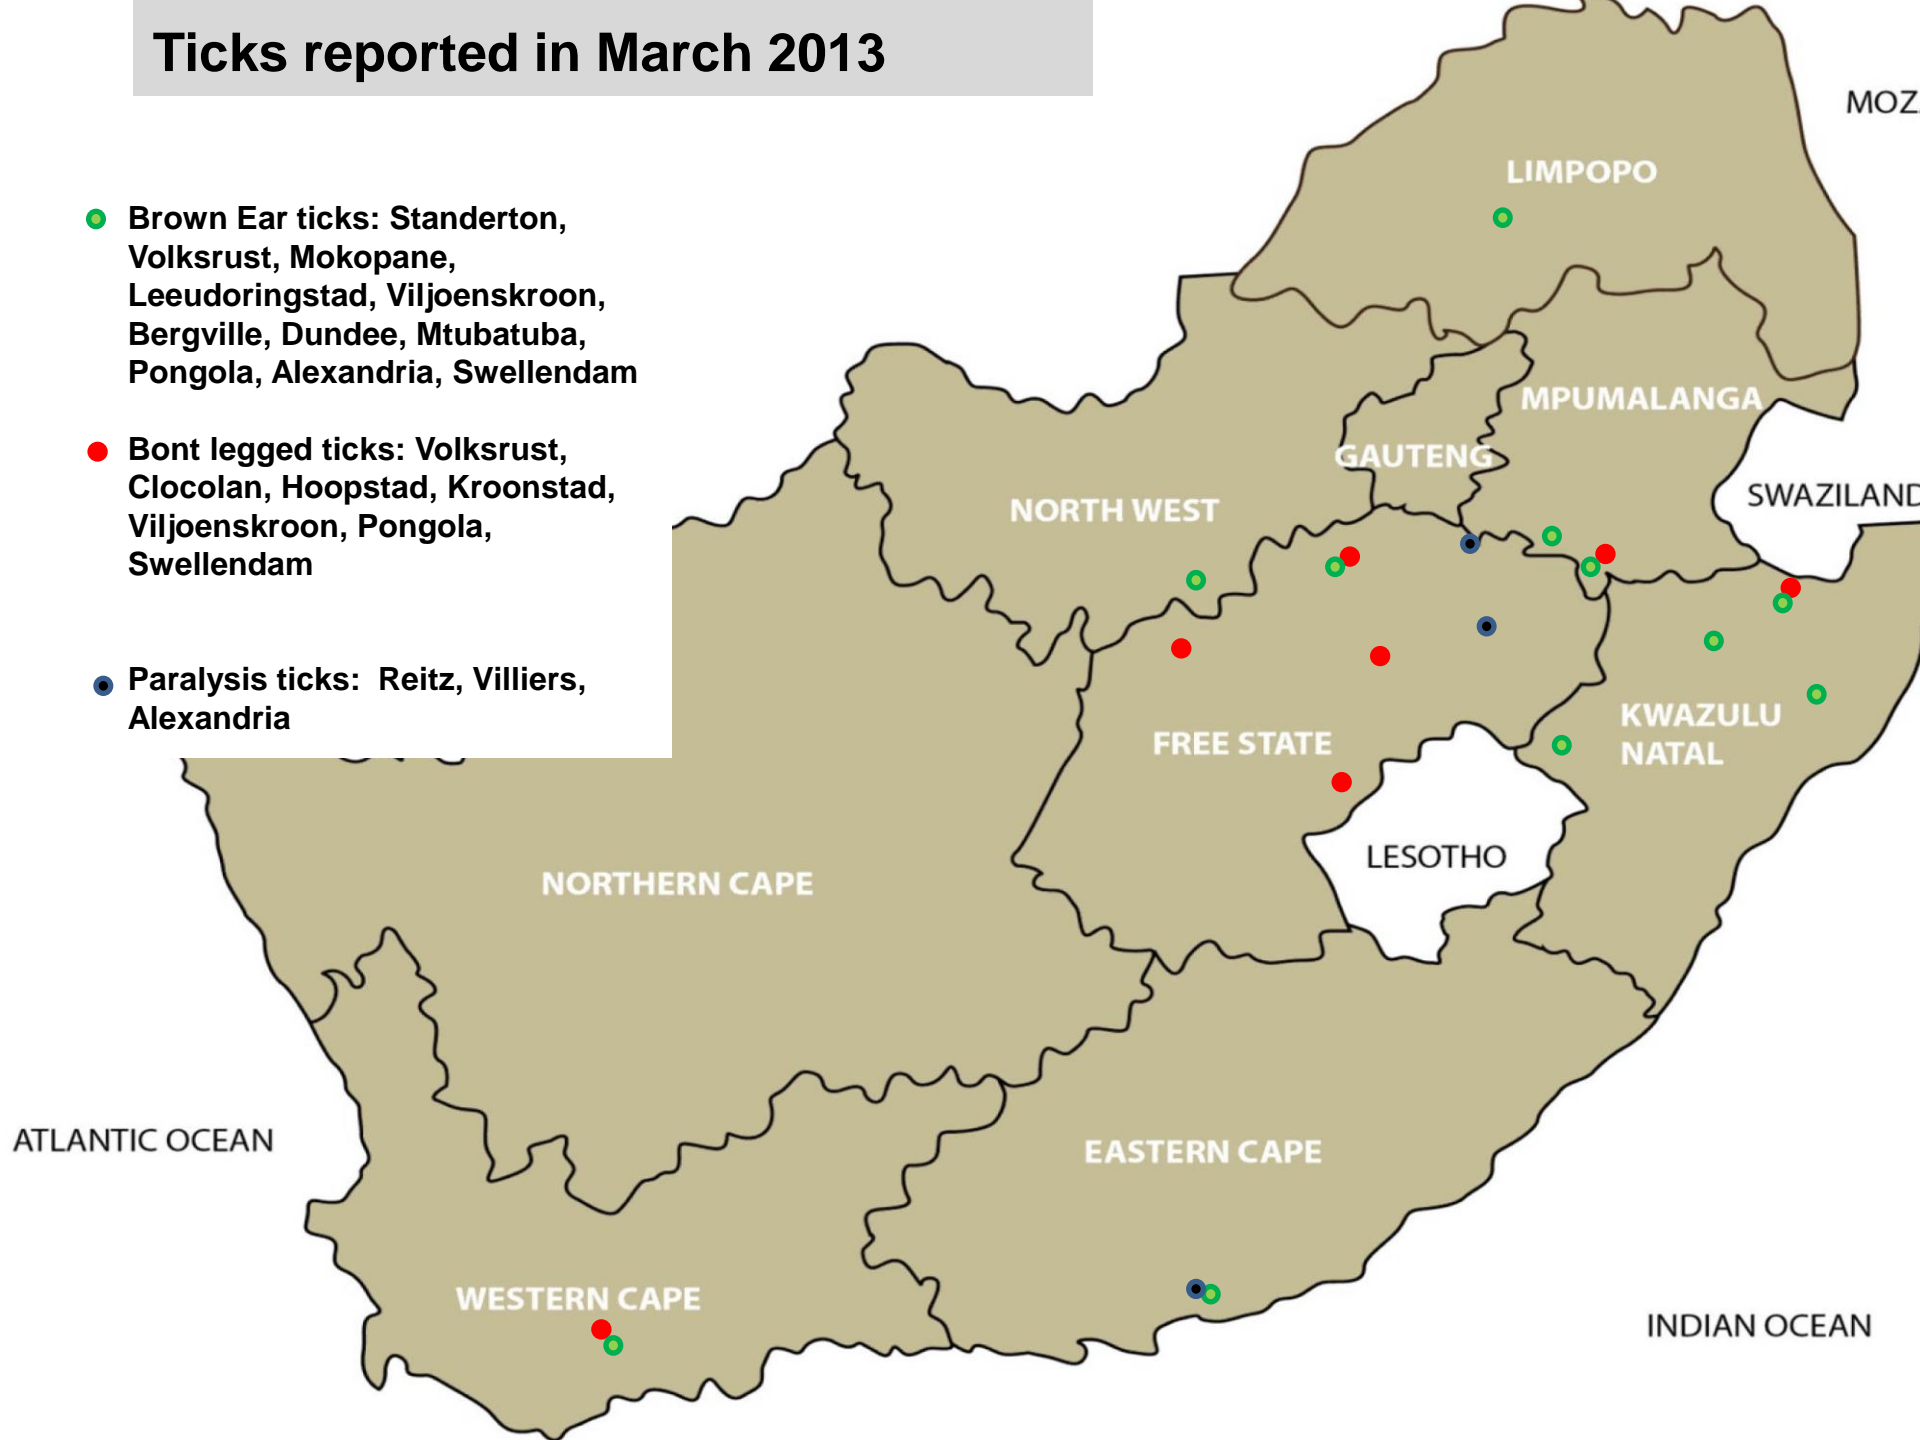 Ticks reported in March 2013
Brown Ear ticks: Standerton,
Volksrust, Mokopane,
Leeudoringstad, Viljoenskroon,
Bergville, Dundee, Mtubatuba,
Pongola, Alexandria, Swellendam
Bont legged ticks: Volksrust,
Clocolan, Hoopstad, Kroonstad,
Viljoenskroon, Pongola,
Swellendam
Paralysis ticks:  Reitz, Villiers,
Alexandria
MOZ
LIMPOPO
MPUMALANGA
GAUTENG
SWAZILAND
NORTH WEST
KWAZULU
NATAL
FREE STATE
LESOTHO
NORTHERN CAPE
ATLANTIC OCEAN
EASTERN CAPE
WESTERN CAPE
INDIAN OCEAN